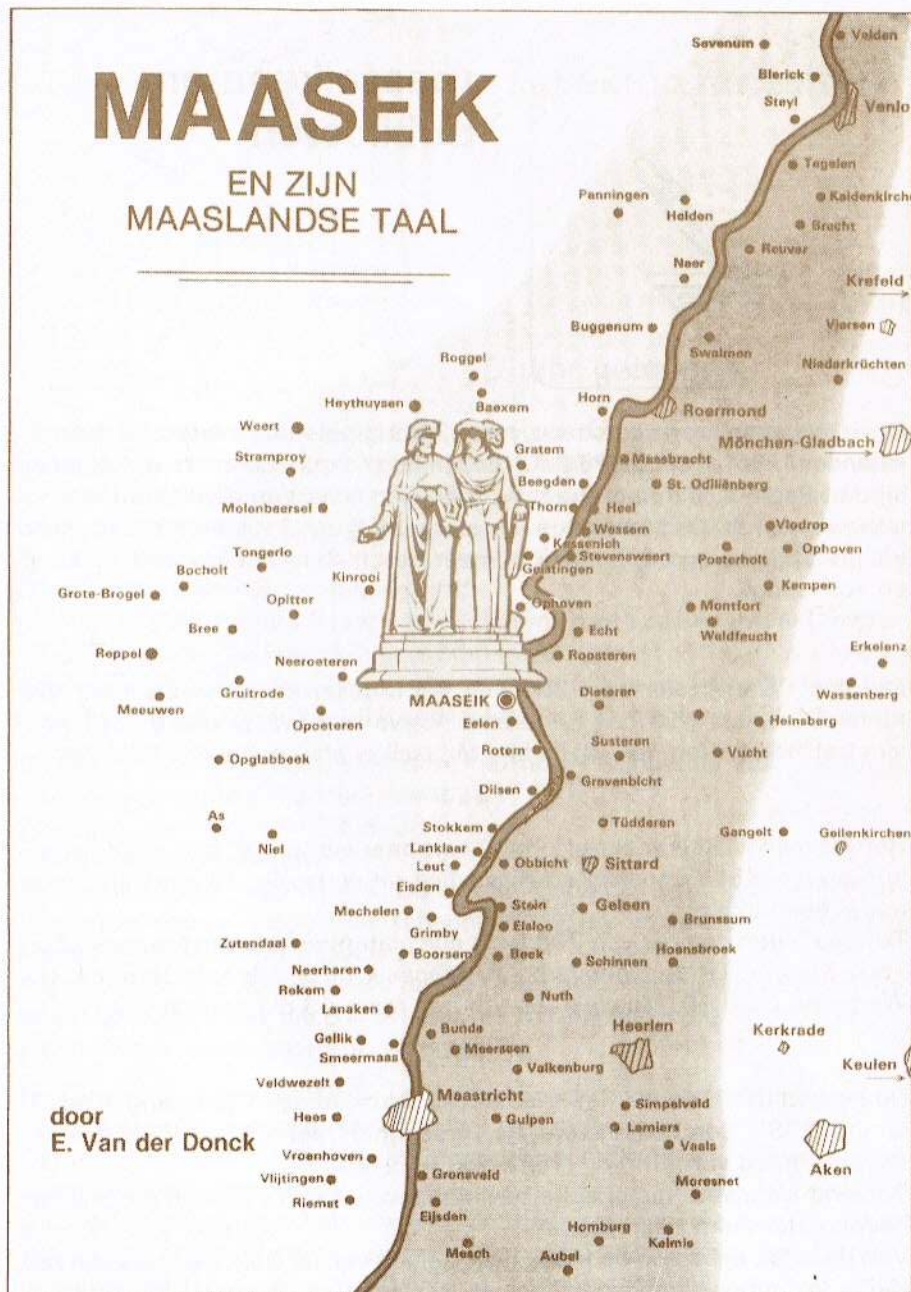 MAASEIK
EN ZIJN
MAASLANDSE TAAL
Sevenum
Velden
Blerick
Steyl
Venlo
Tegelen
Panningen
Helden
Kaldenkirche
Bracht
Reuver
Neer
Krefeld
Buggenum
Viersen
Swalmen
Roggel
Niederkrüchten
Heythuysen
Baexem
Horn
Roermond
Weert
Mönchen-Gladbach
Gratem
Maasbracht
Stramproy
Beegden
St. Odiliënberg
Molenbeersel
Thorn
Heel
Wessem
Vlodrop
Kessenich
Tongerlo
Stevensweert
Posterholt
Ophoven
Bocholt
Kinrooi
Geistingen
Kempen
Grote-Brogel
Opitter
Ophoven
Montfort
Waldfeucht
Bree
Echt
Reppel
Neeroeteren
Roosteren
Erkelenz
Gruitrode
MAASEIK
Dieteren
Wassenberg
Meeuwen
Opoeteren
Eelen
Heinsberg
Rotem
Susteren
Vucht
Opglabbeek
Dilsen
Grevenbicht
As
Stokkem
Tüdderen
Gangelt
Geilenkirchen
Niel
Lanklaar
Leut
Obbicht
Sittard
Eisden
Mechelen
Stein
Geleen
Grimby
Elsloo
Brunssum
Zutendaal
Boorsem
Beek
Schinnen
Hoensbroek
Neerharen
Rekem
Nuth
Lanaken
Bunde
Heerlen
Kerkrade
Gellik
Smeermaas
Meerssen
Valkenburg
Keulen
Veldwezelt
Maastricht
door
E. Van der Donck
Hees
Gulpen
Simpelveld
Lemiers
Vroenhoven
Vaals
Aken
Vlijtingen
Gronsveld
Moresnet
Riemst
Eijsden
Homburg
Kelmis
Mesch
Aubel